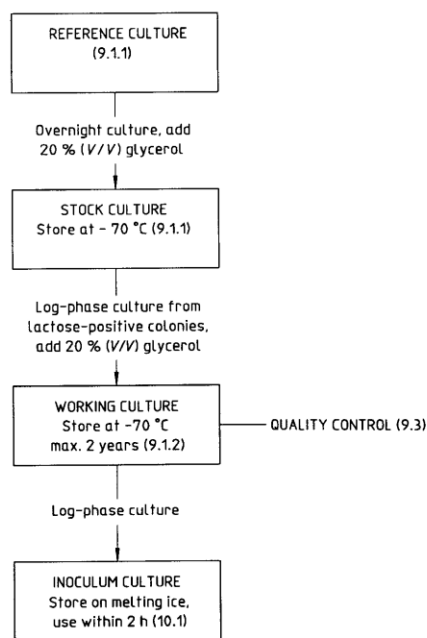 REFERENCE CULTURE
(9.1.1)
Overnight culture, add
20 % (V/V) glycerol
STOCK CULTURE
Store at - 70 °C (9.1.1)
Log-phase culture from
lactose-positive colonies,
add 20 % (V/V) glycerol
WORKING CULTURE
Store at -70 °C
max. 2 years (9.1.2)
QUALITY CONTROL (9.3)
Log-phase culture
INOCULUM CULTURE
Store on melting ice,
use within 2 h (10.1)